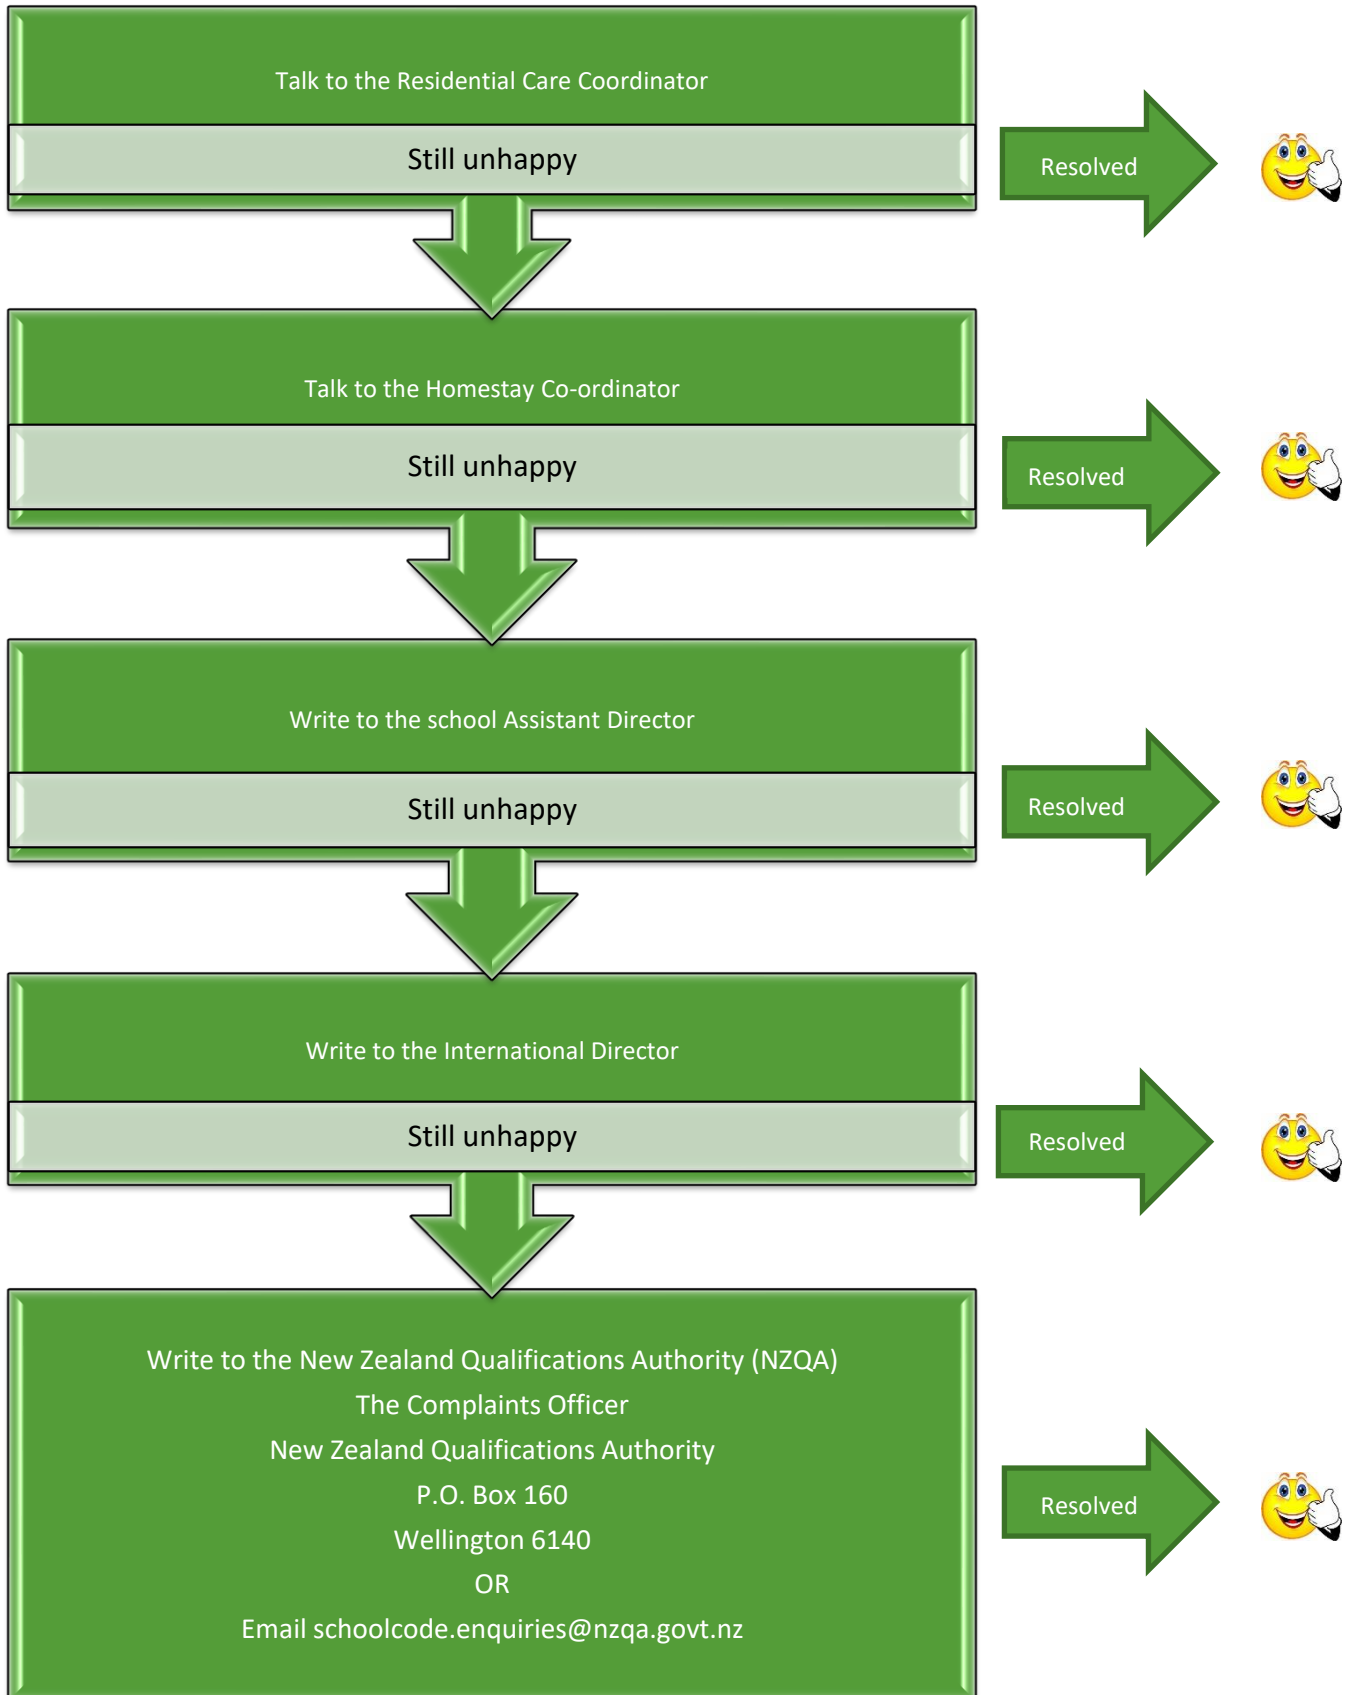 Talk to the Residential Care Coordinator
Still unhappy
Resolved
Talk to the Homestay Co-ordinator
Still unhappy
Resolved
Write to the school Assistant Director
Still unhappy
Resolved
Write to the International Director
Still unhappy
Resolved
Write to the New Zealand Qualifications Authority (NZQA)
The Complaints Officer
New Zealand Qualifications Authority
P.O. Box 160
Wellington 6140
OR
Email schoolcode.enquiries@nzqa.govt.nz
Resolved